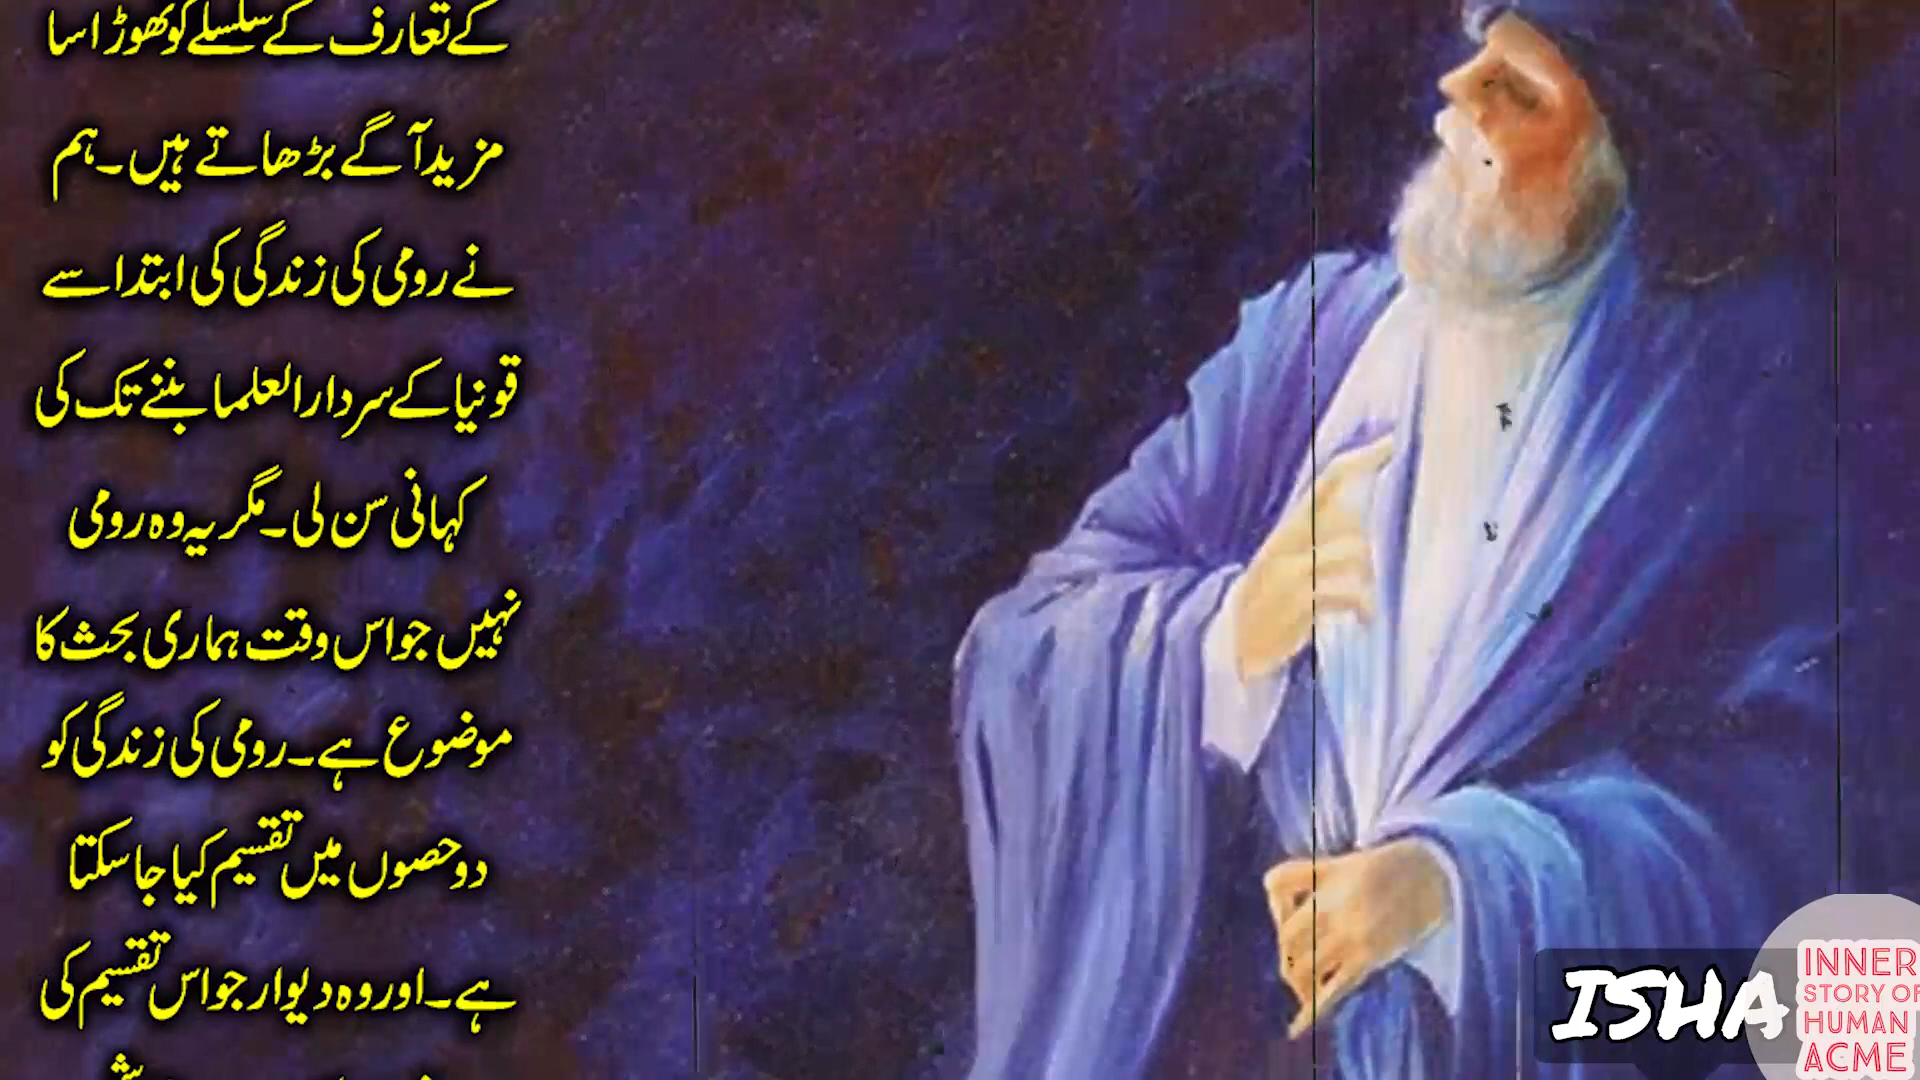 کے تعارف کے سلسلے کو تھوڑا سا
مزید آگے بڑھاتے ہیں۔ ہم
نے رومی کی زندگی کی ابتدا سے
قونیا کے سردار العلما بننے تک کی
کہانی سن لی۔ مگر یہ وہ رومی
نہیں جو اس وقت ہماری بحث کا
موضوع ہے۔ رومی کی زندگی کو
دو حصوں میں تقسیم کیا جا سکتا
ہے۔ اور وہ دیوار جو اس تقسیم کی
ISHA
INNER
STORY OF
HUMAN
ACME